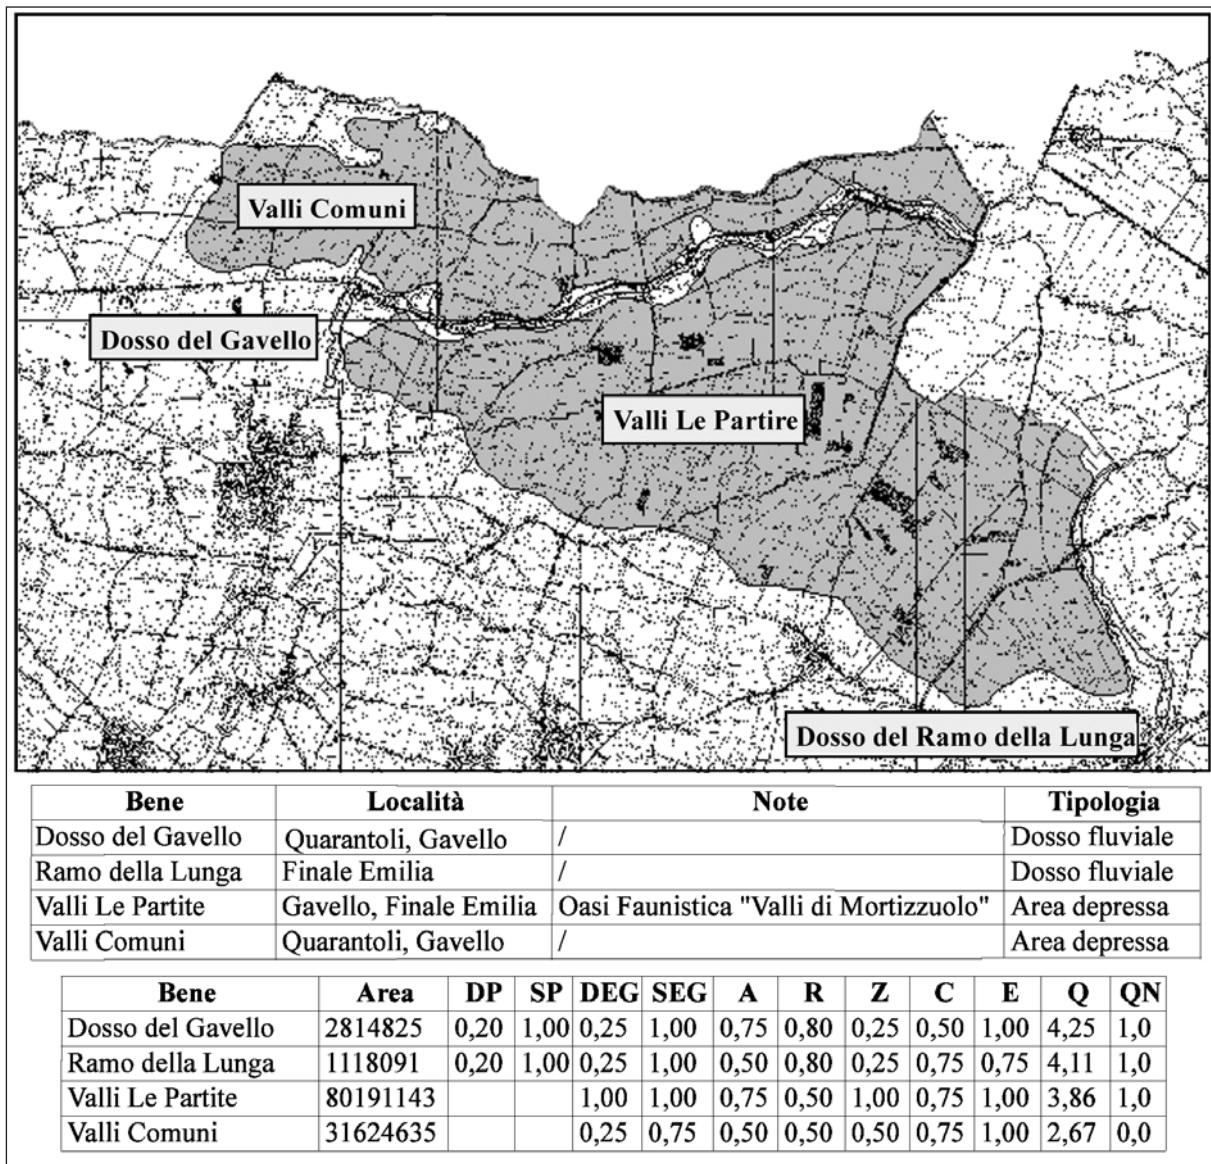 Valli Comuni
Dosso del Gavello
Valli Le Partire
Dosso del Ramo della Lunga
Bene Località Note Tipologia
Dosso del Gavello Quarantoli, Gavello / Dosso fluviale
Ramo della Lunga Finale Emilia / Dosso fluviale
Valli Le Partite Gavello, Finale Emilia Oasi Faunistica "Valli di Mortizzuolo" Area depressa
Valli Comuni Quarantoli, Gavello / Area depressa
Bene Area DP SP DEG SEG A R Z C E Q QN
Dosso del Gavello 2814825 0,20 1,00 0,25 1,00 0,75 0,80 0,25 0,50 1,00 4,25 1,0
Ramo della Lunga 1118091 0,20 1,00 0,25 1,00 0,50 0,80 0,25 0,75 0,75 4,11 1,0
Valli Le Partite 80191143 1,00 1,00 0,75 0,50 1,00 0,75 1,00 3,86 1,0
Valli Comuni 31624635 0,25 0,75 0,50 0,50 0,50 0,75 1,00 2,67 0,0